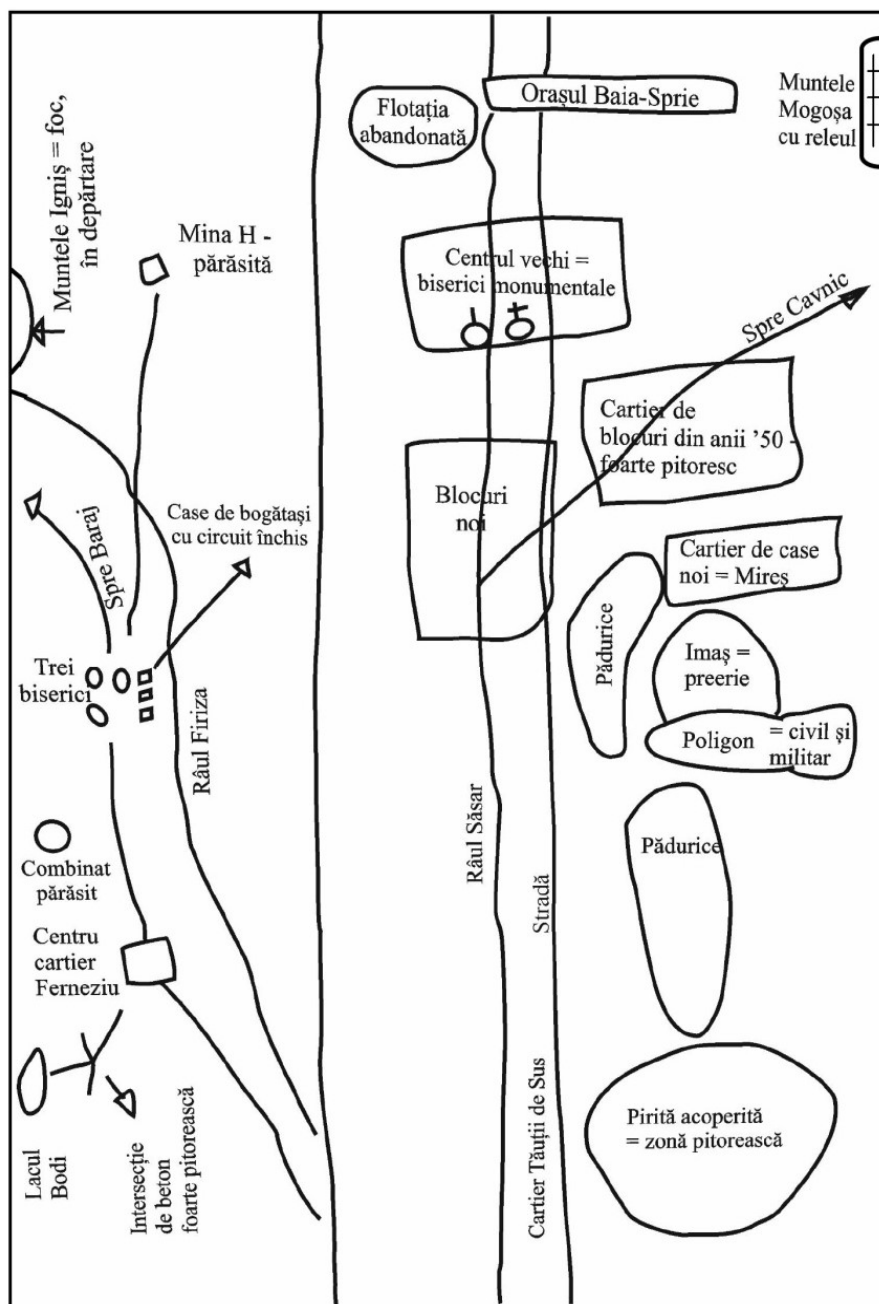 Flotația
abandonată
Orașul Baia-Sprie
Muntele
Mogoșa
cu releul
Muntele Igniș = foc,
în depărtare
Mina H -
părăsită
Centrul vechi =
biserici monumentale
Spre Cavnic
Cartier de
blocuri din anii ’50 -
foarte pitoresc
Blocuri
noi
Case de bogătași
cu circuit închis
Spre Baraj
Cartier de case
noi = Mireș
Pădurice
Imaș =
preerie
Trei
biserici
Râul Firiza
Poligon
= civil și
militar
Râul Săsar
Stradă
Pădurice
Combinat
părăsit
Centru
cartier
Ferneziu
Cartier Tăuții de Sus
Pirită acoperită
= zonă pitorească
Lacul
Bodi
Intersecție
de beton
foarte pitorească